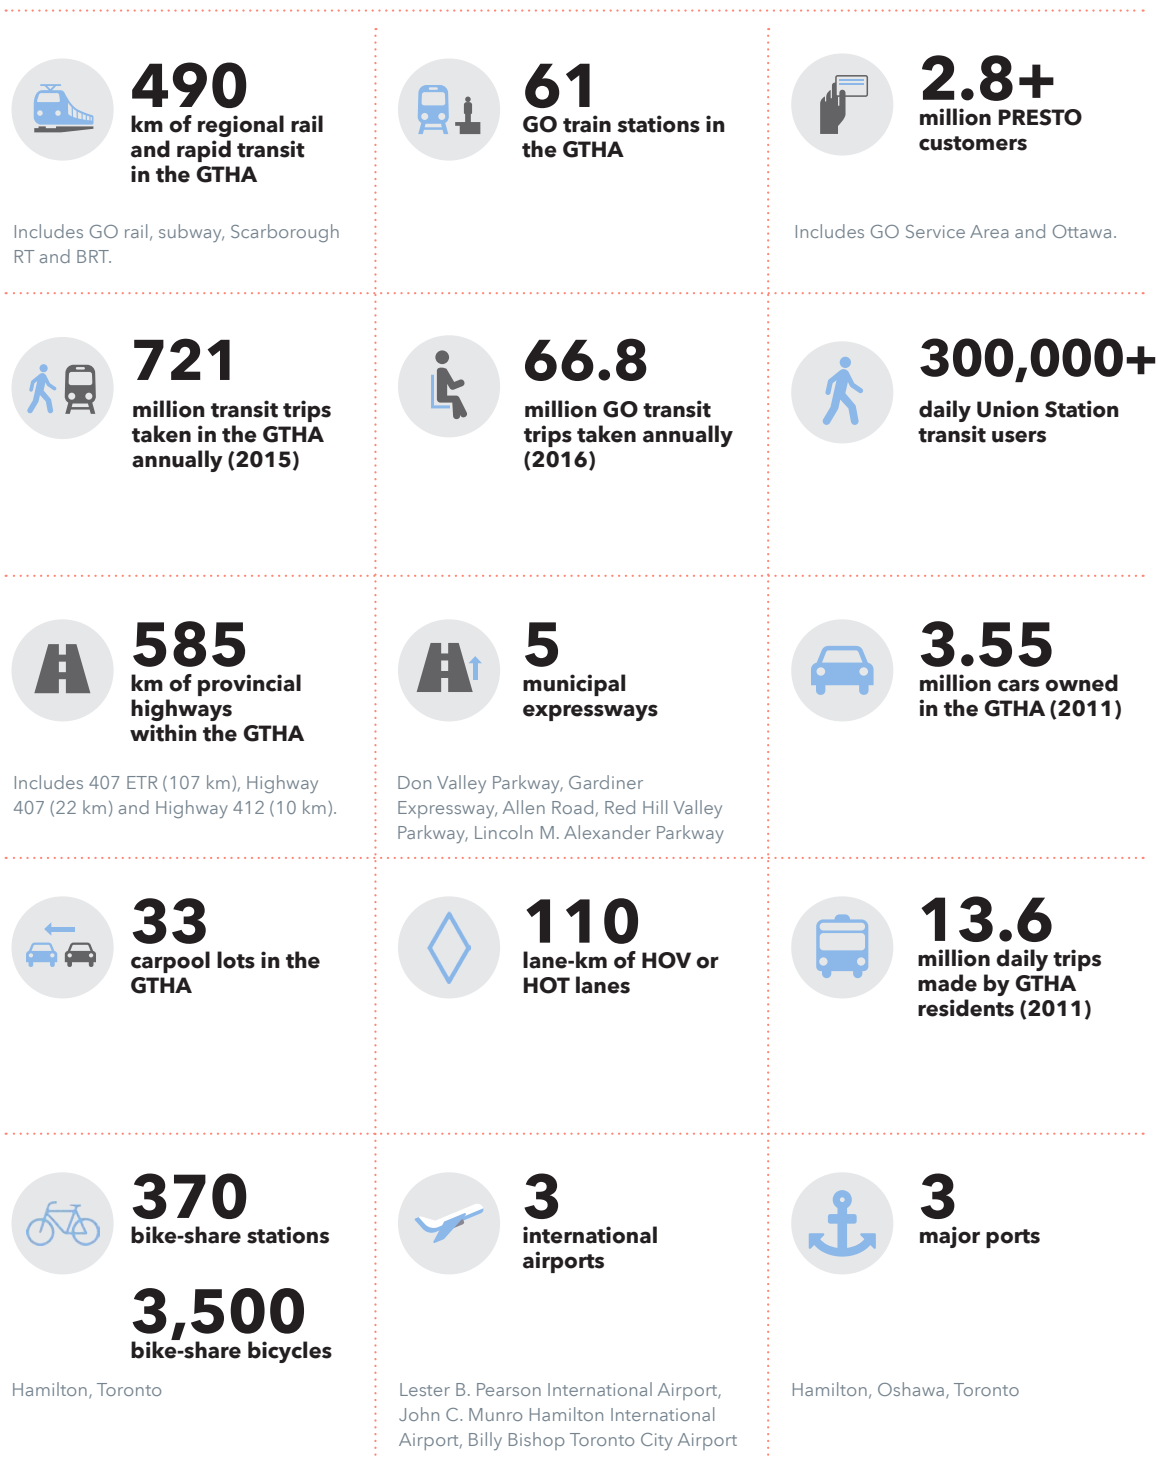 490
km of regional rail
and rapid transit
in the GTHA
Includes GO rail, subway, Scarborough
RT and BRT.
61
GO train stations in
the GTHA
2.8+
million PRESTO
customers
Includes GO Service Area and Ottawa.
721
million transit trips
taken in the GTHA
annually (2015)
66.8
million GO transit
trips taken annually
(2016)
300,000+
daily Union Station
transit users
585
km of provincial
highways
within the GTHA
Includes 407 ETR (107 km), Highway
407 (22 km) and Highway 412 (10 km).
5
municipal
expressways
Don Valley Parkway, Gardiner
Expressway, Allen Road, Red Hill Valley
Parkway, Lincoln M. Alexander Parkway
3.55
million cars owned
in the GTHA (2011)
33
carpool lots in the
GTHA
110
lane-km of HOV or
HOT lanes
13.6
million daily trips
made by GTHA
residents (2011)
370
bike-share stations
3,500
bike-share bicycles
Hamilton, Toronto
3
international
airports
Lester B. Pearson International Airport,
John C. Munro Hamilton International
Airport, Billy Bishop Toronto City Airport
3
major ports
Hamilton, Oshawa, Toronto